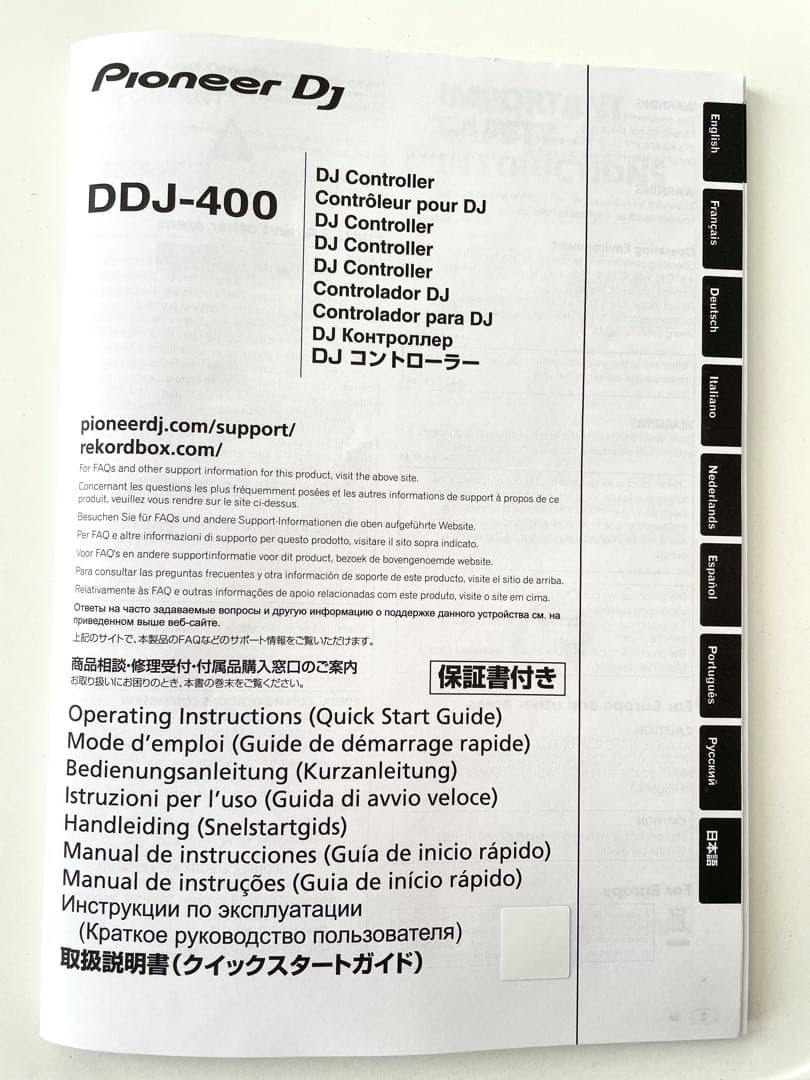 Pioneer Dj
DDJ-400
DJ Controller
Contrôleur pour DJ
DJ Controller
DJ Controller
DJ Controller
Controlador DJ
Controlador para DJ
DJ Контроллер
DJ コントローラー
pioneerdj.com/support/
rekordbox.com/
For FAQs and other support information for this product, visit the above site.
Concernant les questions les plus fréquemment posées et les autres informations de support à propos de ce
produit, veuillez vous rendre sur le site ci-dessus.
Besuchen Sie für FAQs und andere Support-Informationen die oben aufgeführte Website.
Per FAQ e altre informazioni di supporto per questo prodotto, visitare il sito sopra indicato.
Voor FAQ's en andere supportinformatie voor dit product, bezoek de bovengenoemde website.
Para consultar las preguntas frecuentes y otra información de soporte de este producto, visite el sitio de arriba.
Relativamente às FAQ e outras informações de apoio relacionadas com este produto, visite o site em cima.
Ответы на часто задаваемые вопросы и другую информацию о поддержке данного устройства см. на
приведенном выше веб-сайте.
上記のサイトで、本製品のFAQなどのサポート情報をご覧いただけます。
商品相談・修理受付・付属品購入窓口のご案内
お取り扱いにお困りのとき、本書の巻末をご覧ください。
保証書付き
Operating Instructions (Quick Start Guide)
Mode d'emploi (Guide de démarrage rapide)
Bedienungsanleitung (Kurzanleitung)
Istruzioni per l'uso (Guida di avvio veloce)
Handleiding (Snelstartgids)
Manual de instrucciones (Guía de inicio rápido)
Manual de instruções (Guia de início rápido)
Инструкции по эксплуатации
(Краткое руководство пользователя)
取扱説明書(クイックスタートガイド)
English
Français
Deutsch
Italiano
Nederlands
Español
Português
Русский
日本語